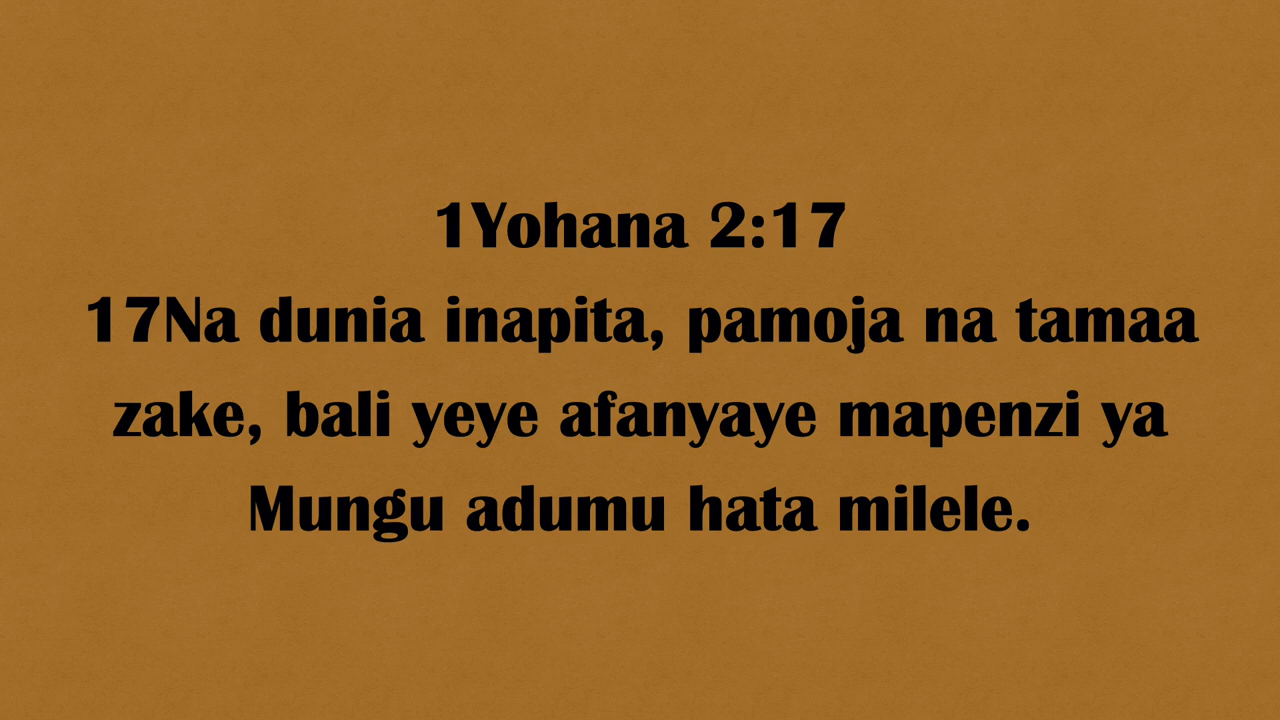 1Yohana 2:17
17Na dunia inapita, pamoja na tamaa
zake, bali yeye afanyaye mapenzi ya
Mungu adumu hata milele.